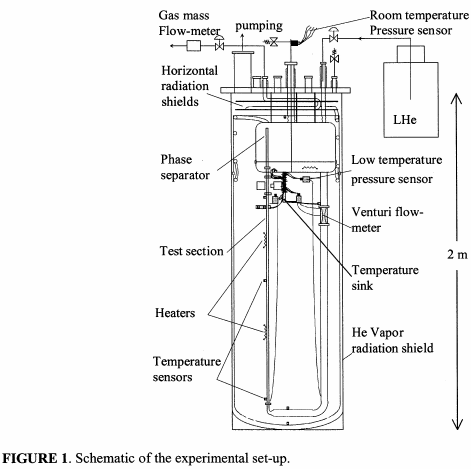 Gas mass
Flow-meter
pumping
Room temperature
Pressure sensor
Horizontal
radiation
shields
LHe
Phase
separator
Low temperature
pressure sensor
Venturi flow-
meter
Test section
2 m
Temperature
sink
Heaters
He Vapor
radiation shield
Temperature
sensors
FIGURE 1. Schematic of the experimental set-up.